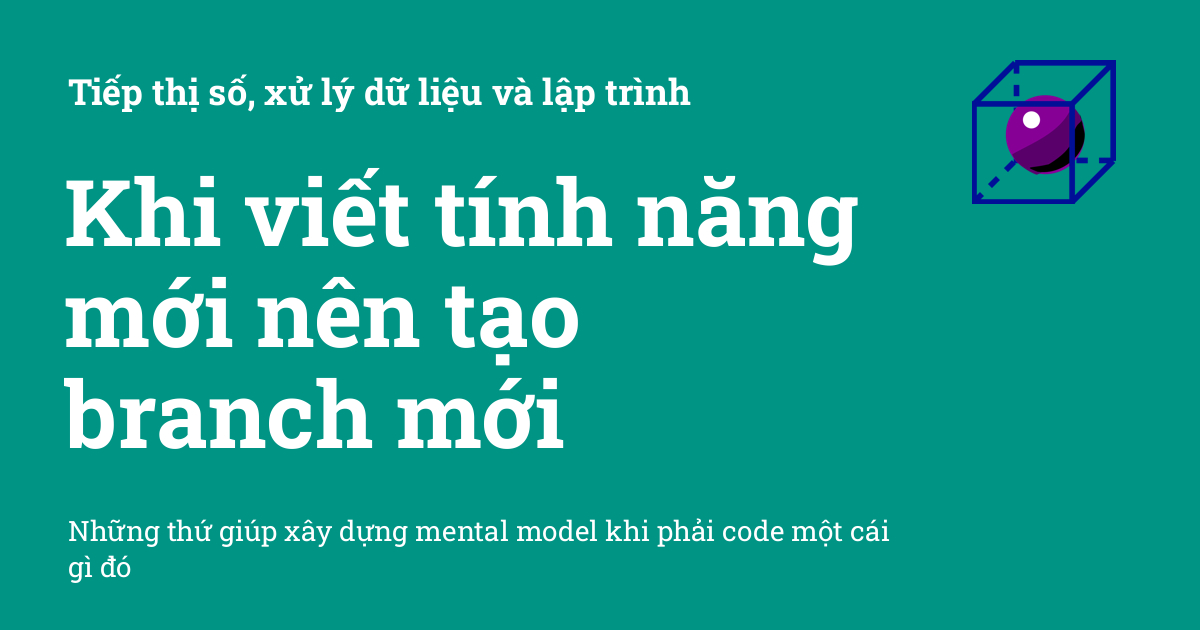 Tiếp thị số, xử lý dữ liệu và lập trình
Khi viết tính năng
mới nên tạo
branch mới
Những thứ giúp xây dựng mental model khi phải code một cái
gì đó